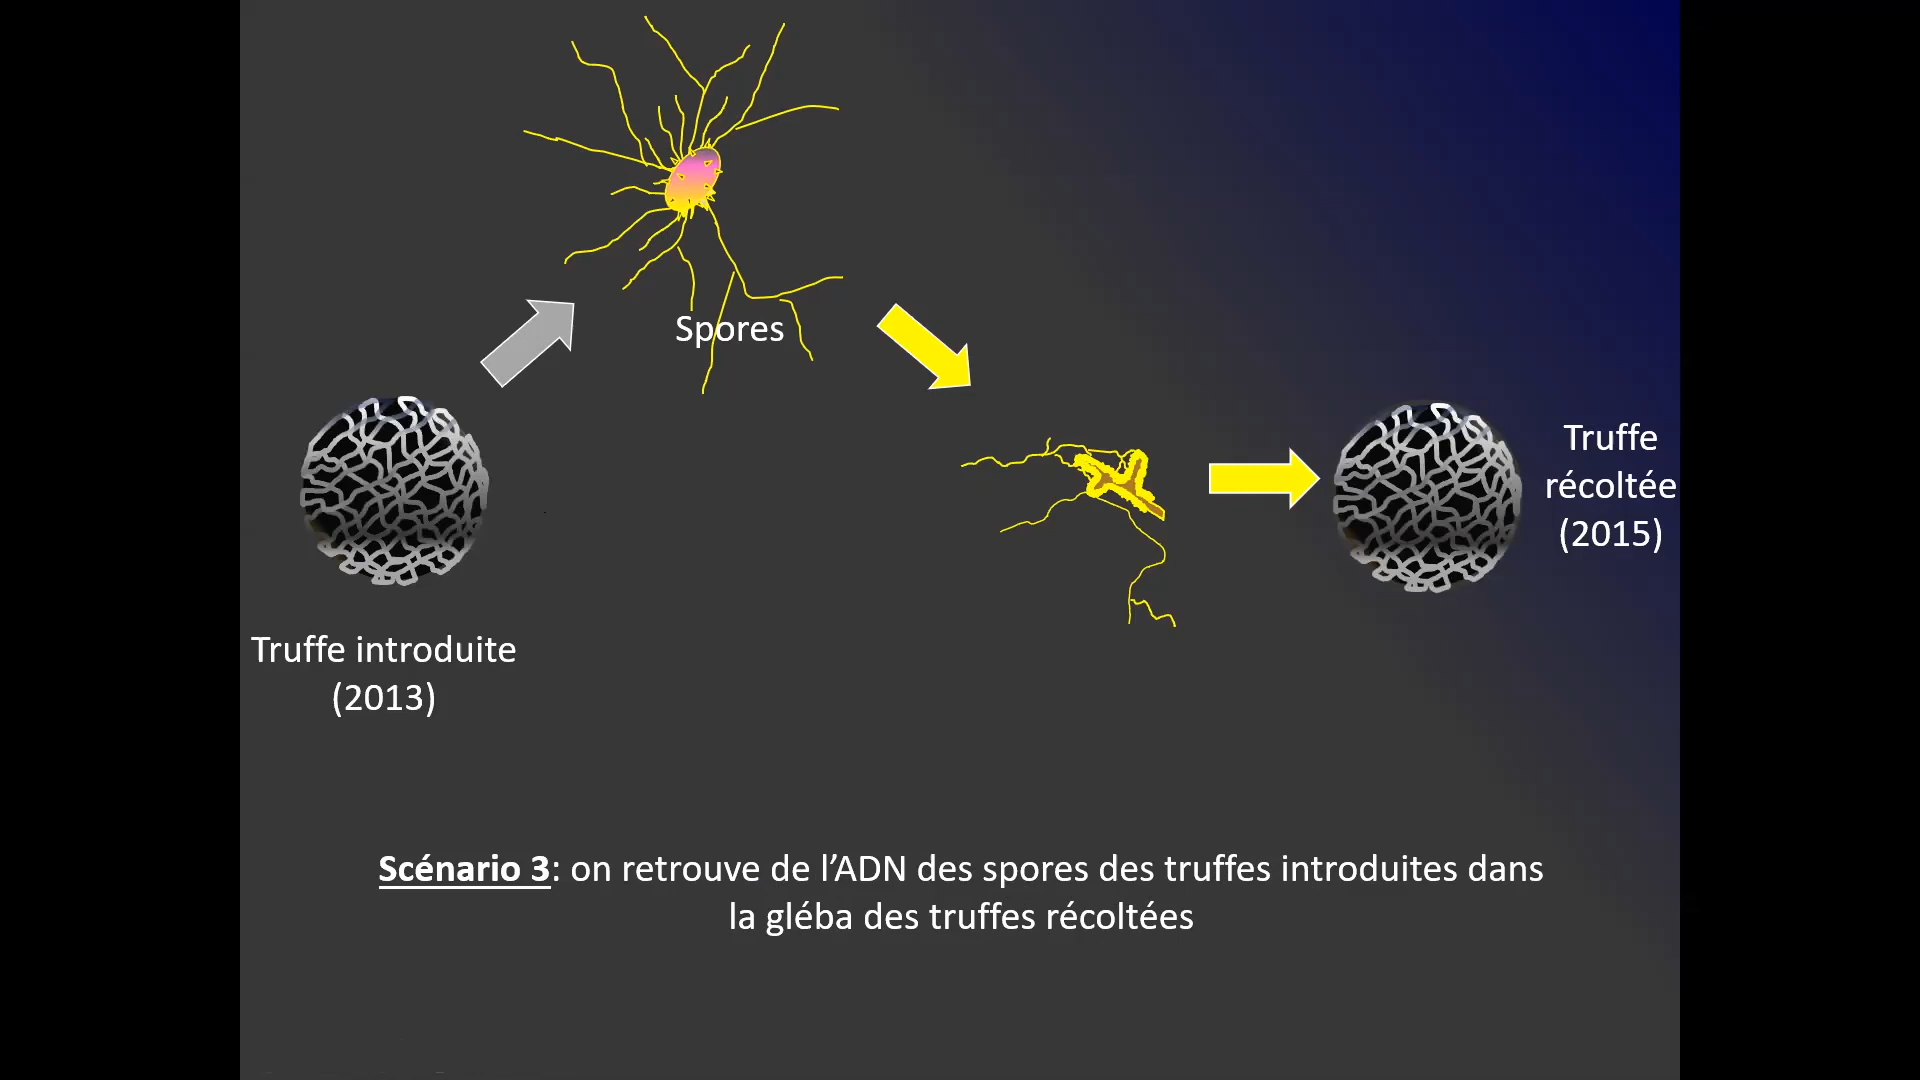 Spores
Truffe
récoltée
(2015)
Truffe introduite
(2013)
Scénario 3: on retrouve de l’ADN des spores des truffes introduites dans
la gléba des truffes récoltées